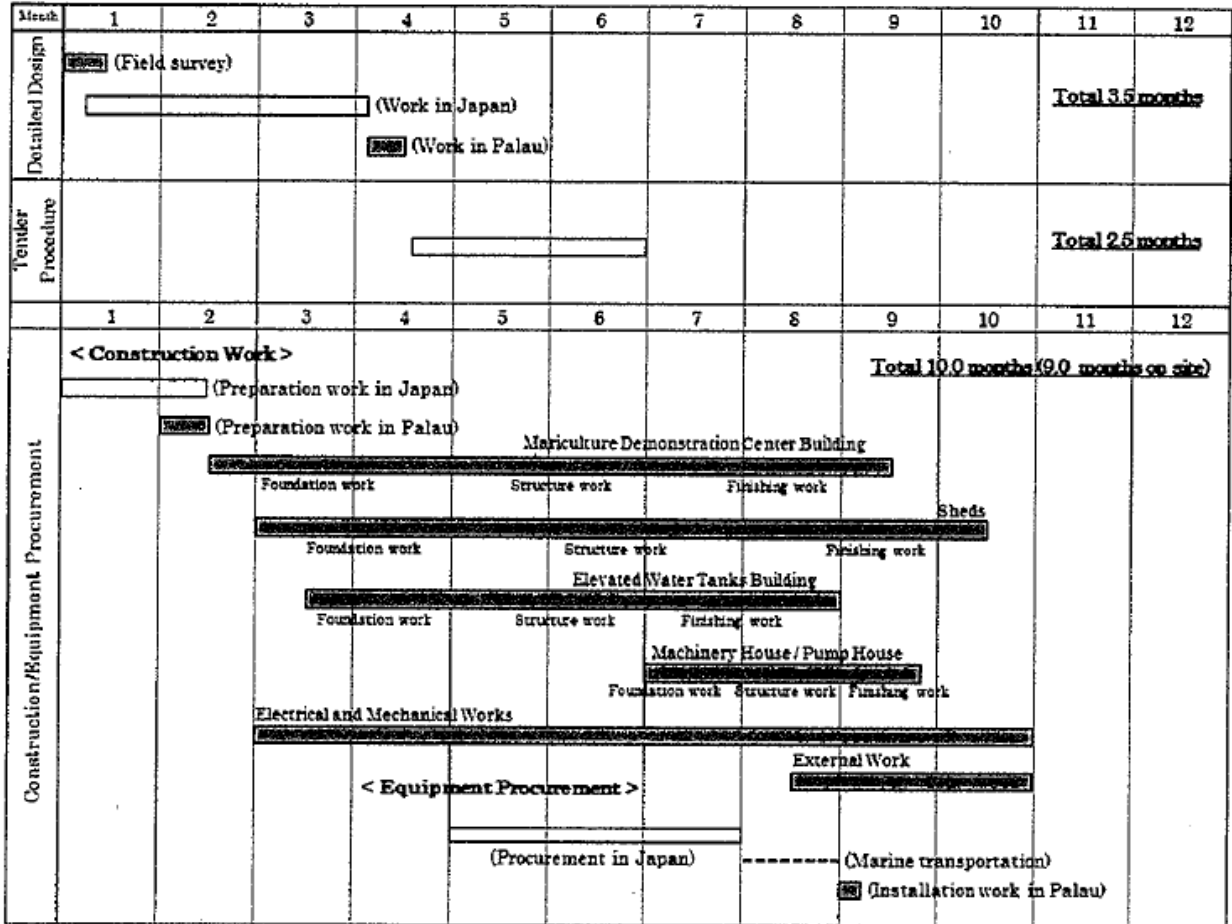 Month 1 2 3 4 5 6 7 8 9 10 11 12
Detailed Design
(Field survey)
(Work in Japan)
Total 3.5 months
(Work in Palau)
Tender Procedure
Total 2.5 months
1 2 3 4 5 6 7 8 9 10 11 12
Construction/Equipment Procurement
< Construction Work >
Total 10.0 months (9.0 months on site)
(Preparation work in Japan)
(Preparation work in Palau)
Mariculture Demonstration Center Building
Foundation work Structure work Finishing work
Sheds
Foundation work Structure work Finishing work
Elevated Water Tanks Building
Foundation work Structure work Finishing work
Machinery House / Pump House
Foundation work Structure work Finishing work
Electrical and Mechanical Works
External Work
< Equipment Procurement >
(Procurement in Japan)
(Marine transportation)
(Installation work in Palau)